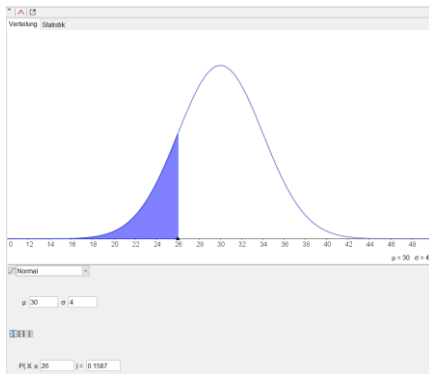 Verteilung Statistik
0 12 14 16 18 20 22 24 26 28 30 32 34 36 38 40 42 44 46 48
μ = 30 σ = 4
Normal
μ 30 σ 4
P( X ≤ 26 ) = 0.1587